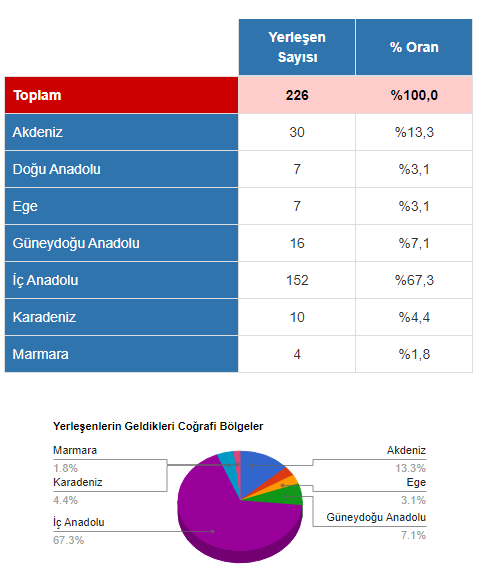 Yerleşen Sayısı % Oran
Toplam 226 %100,0
Akdeniz 30 %13,3
Doğu Anadolu 7 %3,1
Ege 7 %3,1
Güneydoğu Anadolu 16 %7,1
İç Anadolu 152 %67,3
Karadeniz 10 %4,4
Marmara 4 %1,8
Yerleşenlerin Geldikleri Coğrafi Bölgeler
Marmara
1.8%
Karadeniz
4.4%
İç Anadolu
67.3%
Akdeniz
13.3%
Ege
3.1%
Güneydoğu Anadolu
7.1%